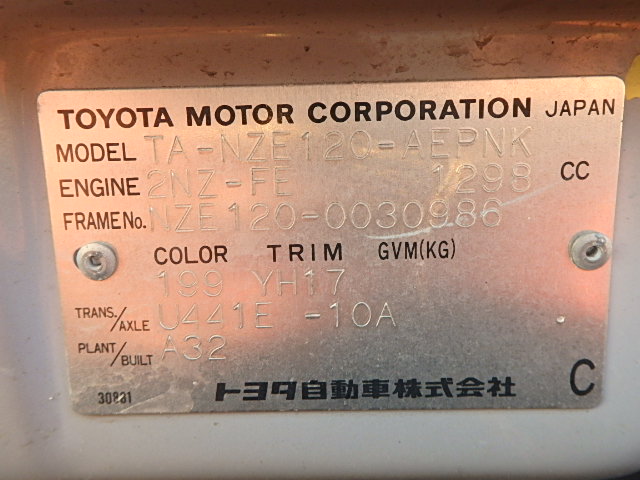 TOYOTA MOTOR CORPORATION JAPAN
MODEL TA-NZE120-AEPNK
ENGINE 2NZ-FE 1298 CC
FRAME No. NZE120-0030986
COLOR TRIM GVM(KG)
199 YH17
TRANS./AXLE U441E -10A
PLANT/BUILT A32
30831 トヨタ自動車株式会社 C